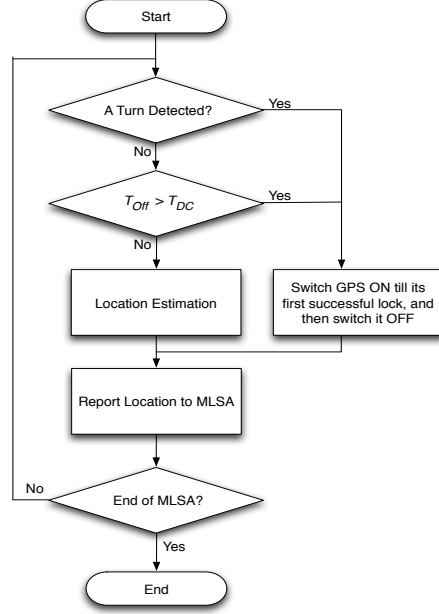 Start
A Turn Detected?
Yes
No
T_Off > T_DC
Yes
No
Location Estimation
Switch GPS ON till its
first successful lock, and
then switch it OFF
Report Location to MLSA
End of MLSA?
No
Yes
End